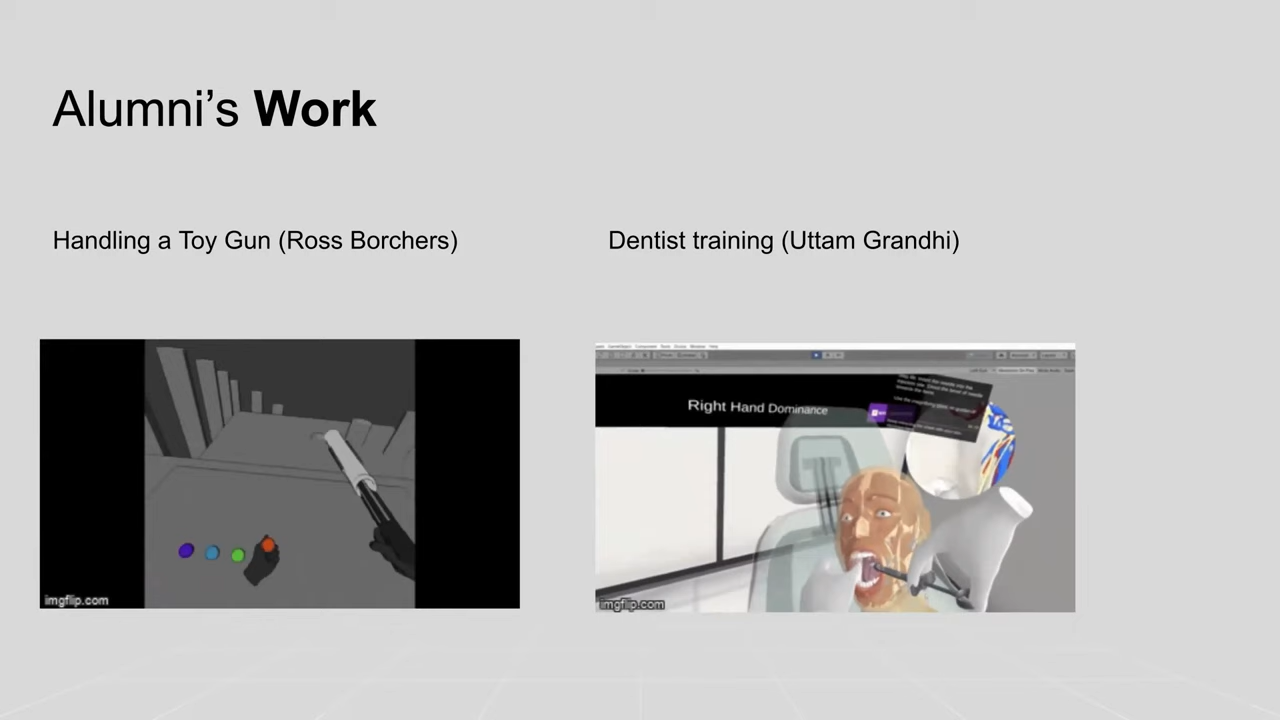 Alumni's Work
Handling a Toy Gun (Ross Borchers)
Dentist training (Uttam Grandhi)
Right Hand Dominance
imgflip.com
imgflip.com